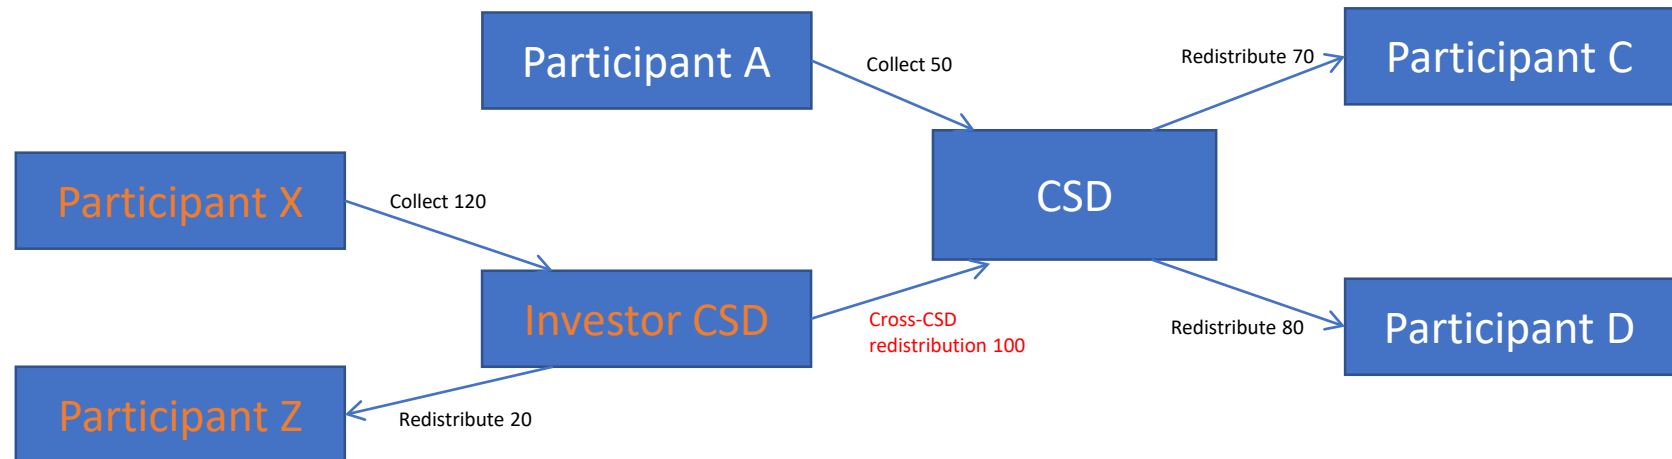 Participant A
Collect 50
Redistribute 70
Participant C
Participant X
Collect 120
CSD
Investor CSD
Cross-CSD
redistribution 100
Redistribute 80
Participant D
Participant Z
Redistribute 20